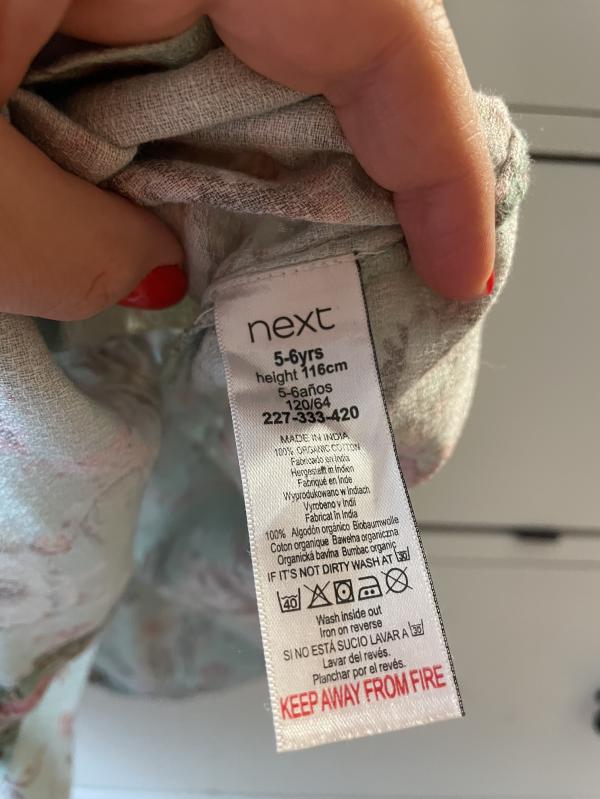 next
5-6yrs
height 116cm
5-6años
120/64
227-333-420
MADE IN INDIA
100% ORGANIC COTTON
Fabricado en India
Hergestellt in Indien
Fabriqué en Inde
Wyprodukowano w Indiach
Vyrobeno v Indii
Fabricat în India
100% Algodón orgánico Biobaumwolle
Coton organique Bawełna organiczna
Organická bavlna Bumbac organic
IF IT'S NOT DIRTY WASH AT 30
40
Wash inside out
Iron on reverse
SI NO ESTÁ SUCIO LAVAR A 30
Lavar del revés.
Planchar por el revés.
KEEP AWAY FROM FIRE